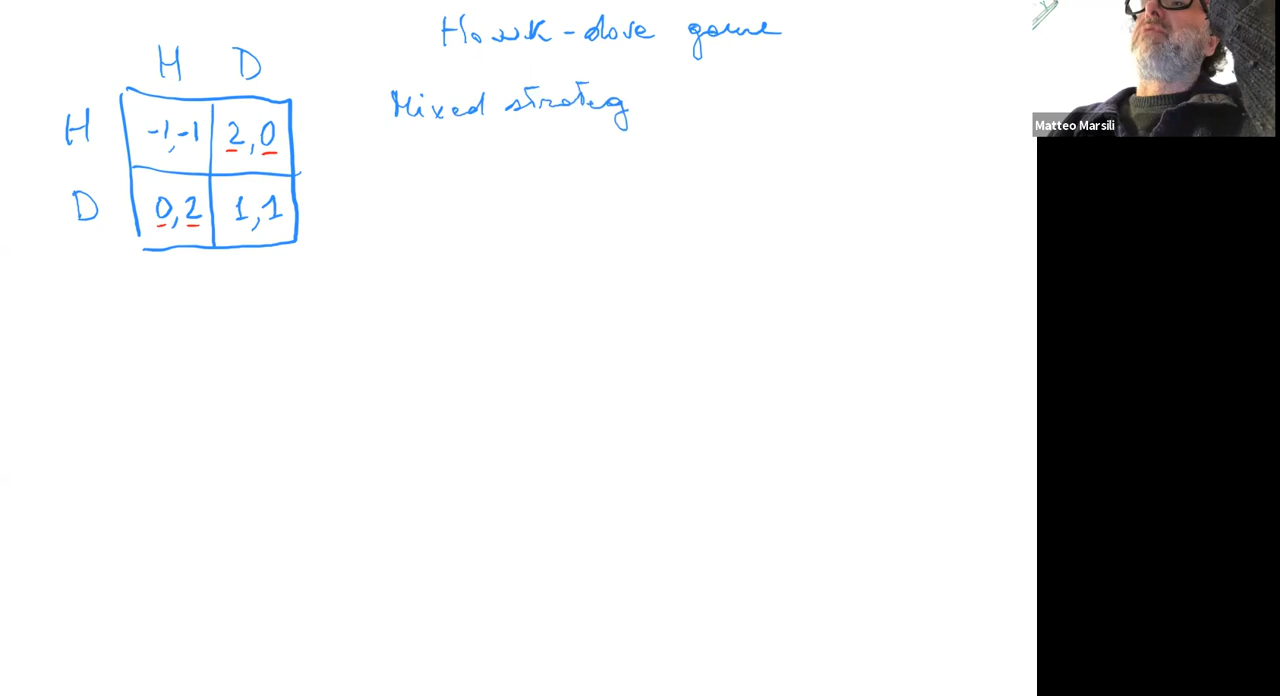 Hawk-dove game
H D
Mixed strateg
H -1,-1 2,0
D 0,2 1,1
Matteo Marsili